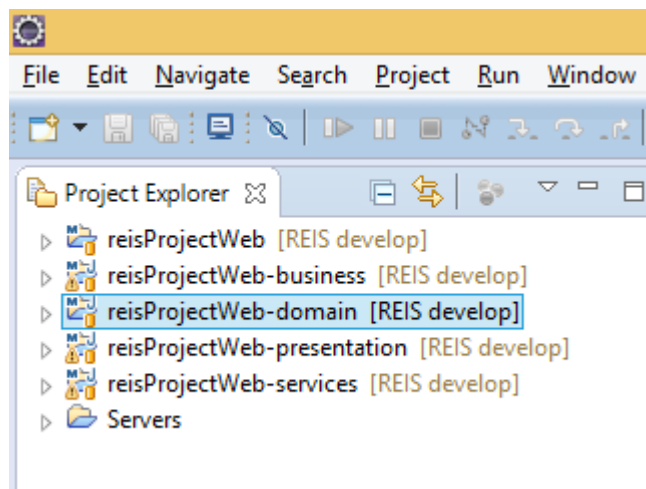 File Edit Navigate Search Project Run Window
Project Explorer
reisProjectWeb [REIS develop]
reisProjectWeb-business [REIS develop]
reisProjectWeb-domain [REIS develop]
reisProjectWeb-presentation [REIS develop]
reisProjectWeb-services [REIS develop]
Servers